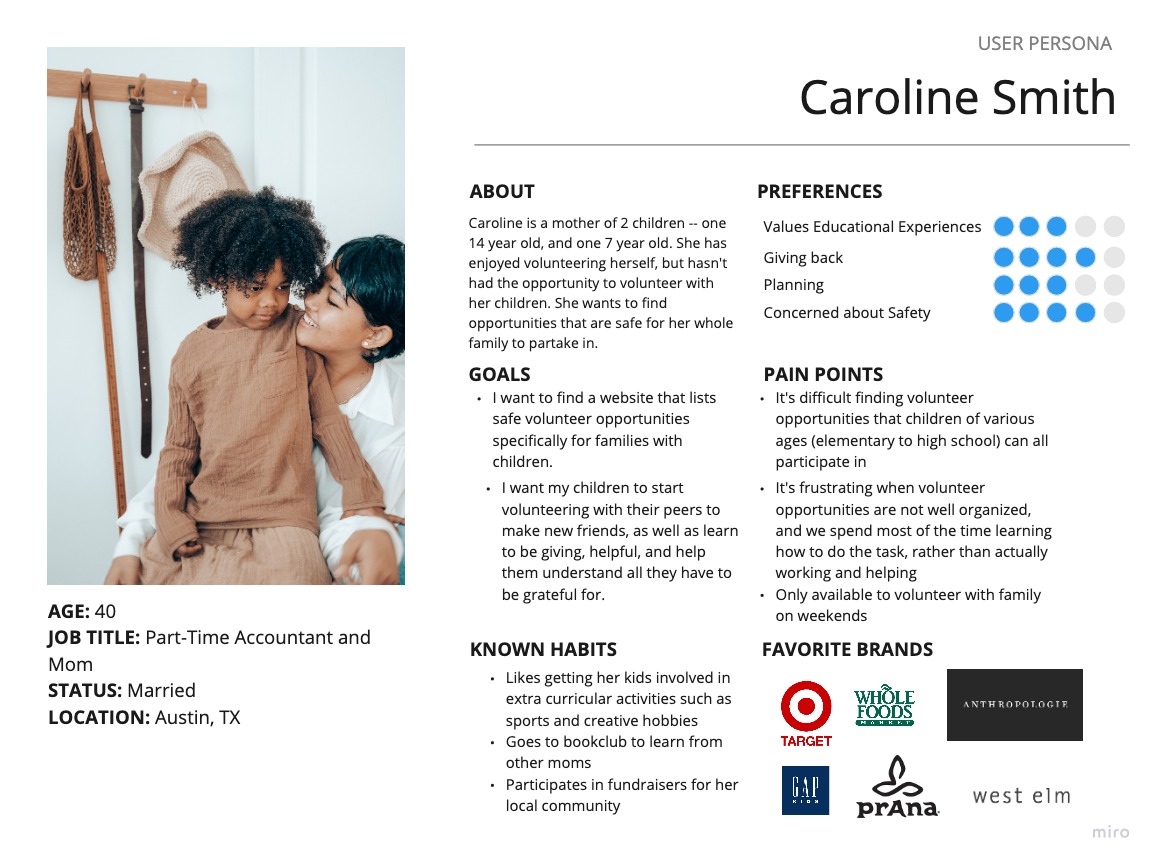 USER PERSONA
Caroline Smith
ABOUT
Caroline is a mother of 2 children -- one
14 year old, and one 7 year old. She has
enjoyed volunteering herself, but hasn't
had the opportunity to volunteer with
her children. She wants to find
opportunities that are safe for her whole
family to partake in.
PREFERENCES
Values Educational Experiences
Giving back
Planning
Concerned about Safety
GOALS
• I want to find a website that lists
safe volunteer opportunities
specifically for families with
children.
• I want my children to start
volunteering with their peers to
make new friends, as well as learn
to be giving, helpful, and help
them understand all they have to
be grateful for.
PAIN POINTS
• It's difficult finding volunteer
opportunities that children of various
ages (elementary to high school) can all
participate in
• It's frustrating when volunteer
opportunities are not well organized,
and we spend most of the time learning
how to do the task, rather than actually
working and helping
• Only available to volunteer with family
on weekends
AGE: 40
JOB TITLE: Part-Time Accountant and
Mom
STATUS: Married
LOCATION: Austin, TX
KNOWN HABITS
• Likes getting her kids involved in
extra curricular activities such as
sports and creative hobbies
• Goes to bookclub to learn from
other moms
• Participates in fundraisers for her
local community
FAVORITE BRANDS
TARGET
WHOLE
FOODS
MARKET
ANTHROPOLOGIE
GAP
KIDS
prAna
west elm
miro